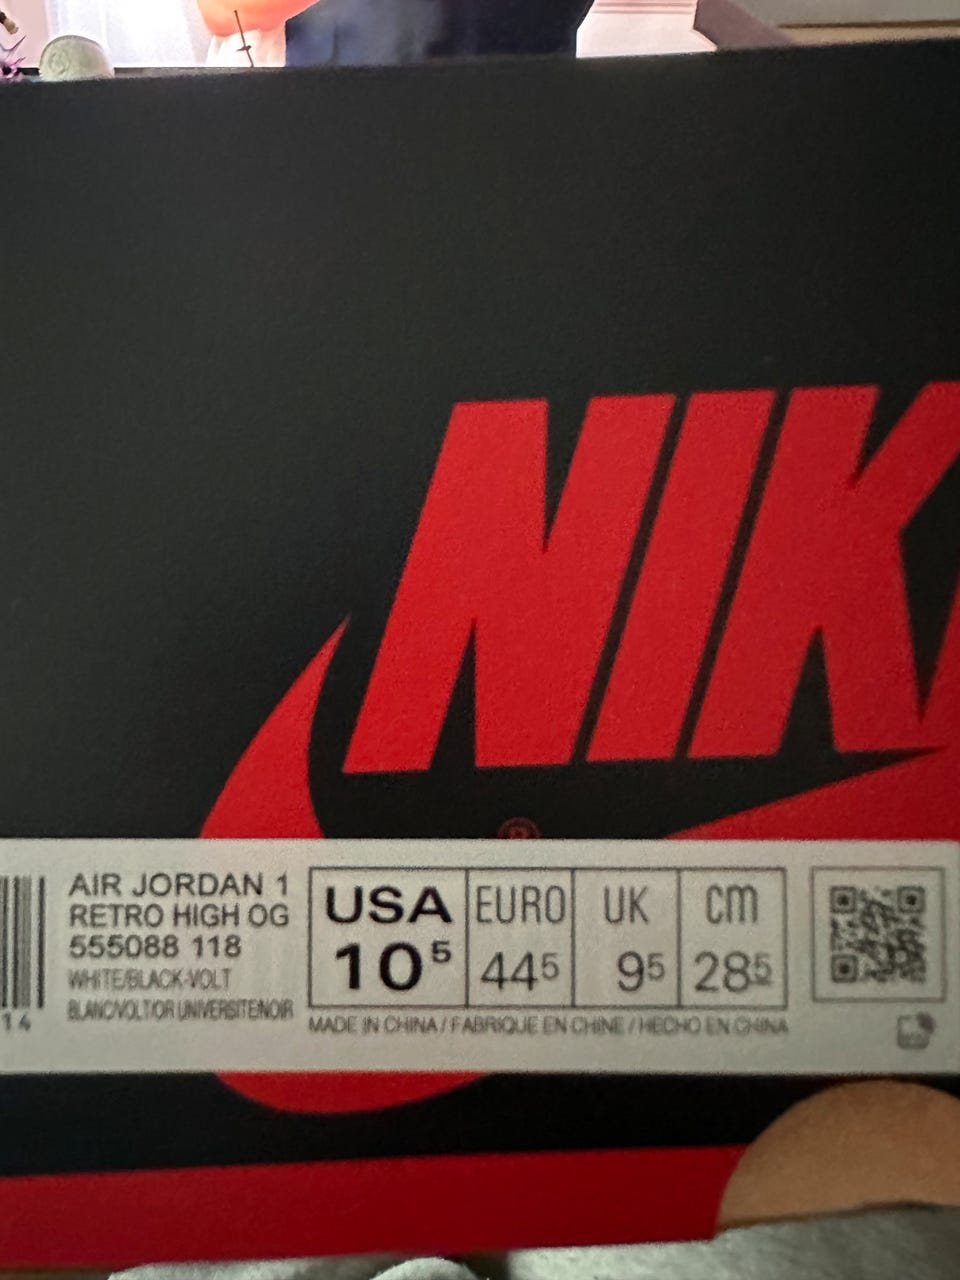 NIK
AIR JORDAN 1
RETRO HIGH OG
555088 118
WHITE/BLACK-VOLT
BLANC/VOLT/OR UNIVERSITE/NOIR
14
USA
10⁵
EURO
44⁵
UK
9⁵
cm
28⁵
MADE IN CHINA / FABRIQUE EN CHINE / HECHO EN CHINA
®